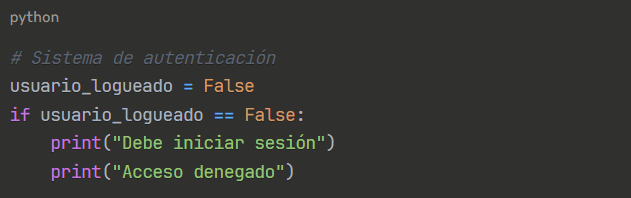 python
# Sistema de autenticación
usuario_logueado = False
if usuario_logueado == False:
    print("Debe iniciar sesión")
    print("Acceso denegado")